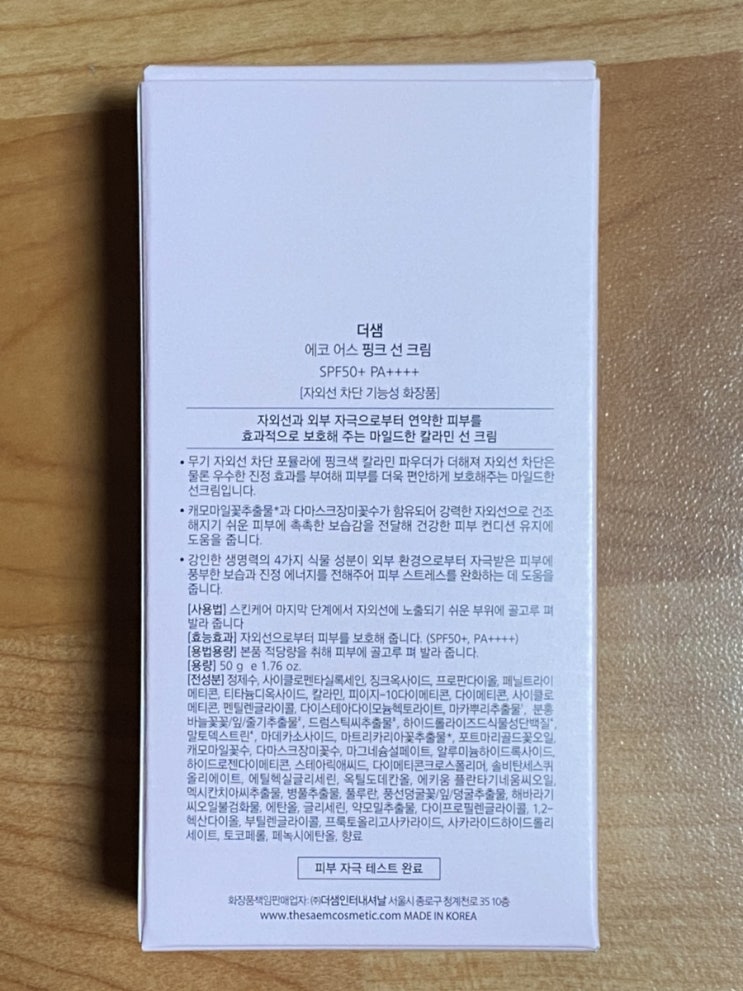 더샘
에코 어스 핑크 선 크림
SPF50+ PA++++
[자외선 차단 기능성 화장품]
자외선과 외부 자극으로부터 연약한 피부를
효과적으로 보호해 주는 마일드한 칼라민 선 크림
• 무기 자외선 차단 포뮬라에 핑크색 칼라민 파우더가 더해져 자외선 차단은
물론 우수한 진정 효과를 부여해 피부를 더욱 편안하게 보호해주는 마일드한
선크림입니다.
• 캐모마일꽃추출물*과 다마스크장미꽃수가 함유되어 강력한 자외선으로 건조
해지기 쉬운 피부에 촉촉한 보습감을 전달해 건강한 피부 컨디션 유지에
도움을 줍니다.
• 강인한 생명력의 4가지 식물 성분이 외부 환경으로부터 자극받은 피부에
풍부한 보습과 진정 에너지를 전해주어 피부 스트레스를 완화하는 데 도움을
줍니다.
[사용법] 스킨케어 마지막 단계에서 자외선에 노출되기 쉬운 부위에 골고루 펴
발라 줍니다
[효능효과] 자외선으로부터 피부를 보호해 줍니다. (SPF50+, PA++++)
[용법용량] 본품 적당량을 취해 피부에 골고루 펴 발라 줍니다.
[용량] 50 g e 1.76 oz.
[전성분] 정제수, 사이클로펜타실록세인, 징크옥사이드, 프로판다이올, 페닐트라이
메티콘, 티타늄디옥사이드, 칼라민, 피이지-10다이메티콘, 다이메티콘, 사이클로
메티콘, 펜틸렌글라이콜, 다이스테아다이모늄헥토라이트, 마카뿌리추출물¹, 분홍
바늘꽃꽃/잎/줄기추출물², 드럼스틱씨추출물³, 하이드롤라이즈드식물성단백질⁴,
말토덱스트린⁴, 마데카소사이드, 마트리카리아꽃추출물*, 포트마리골드꽃오일,
캐모마일꽃수, 다마스크장미꽃수, 마그네슘설페이트, 알루미늄하이드록사이드,
하이드로젠다이메티콘, 스테아릭애씨드, 다이메티콘크로스폴리머, 솔비탄세스퀴
올리에이트, 에틸헥실글리세린, 옥틸도데칸올, 에키움 플란타기네움씨오일,
멕시칸치아씨추출물, 병풀추출물, 풀루란, 풍선덩굴꽃/잎/덩굴추출물, 해바라기
씨오일불검화물, 에탄올, 글리세린, 약모밀추출물, 다이프로필렌글라이콜, 1,2-
헥산다이올, 부틸렌글라이콜, 프룩토올리고사카라이드, 사카라이드하이드롤리
세이트, 토코페롤, 페녹시에탄올, 향료
피부 자극 테스트 완료
화장품책임판매업자: ㈜더샘인터내셔날 서울시 종로구 청계천로 35 10층
www.thesaemcosmetic.com MADE IN KOREA